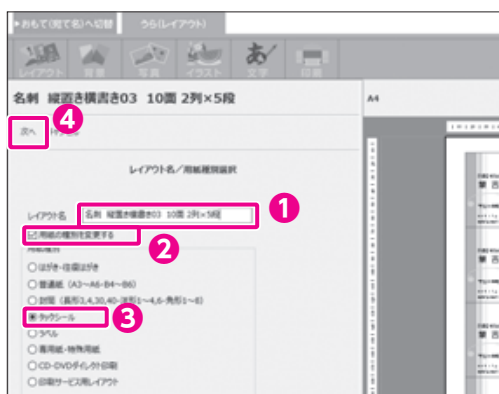 ▶おもて(宛て名)へ切替 うら(レイアウト)
レイアウト 背景 写真 イラスト 文字 印刷
名刺 縦置き横書き03 10面 2列×5段
A4
4
次へ
レイアウト名/用紙種別選択
1
レイアウト名 名刺 縦置き横書き03 10面 2列×5段
用紙の種別を変更する
2
用紙種別
はがき・往復はがき
普通紙 (A3〜A6・B4〜B6)
封筒 (長形3,4,30,40・洋形1〜4,6・角形1〜8)
タックシール
3
ラベル
専用紙・特殊用紙
CD・DVDダイレクト印刷
印刷サービス用レイアウト